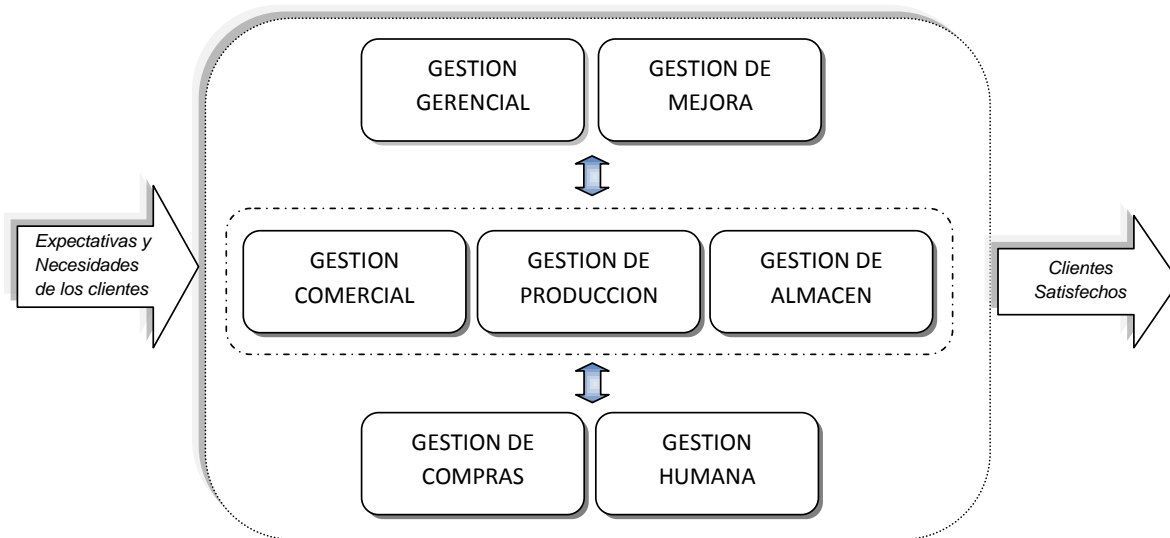 GESTION
GERENCIAL
GESTION DE
MEJORA
Expectativas y
Necesidades
de los clientes
GESTION
COMERCIAL
GESTION DE
PRODUCCION
GESTION DE
ALMACEN
Clientes
Satisfechos
GESTION DE
COMPRAS
GESTION
HUMANA